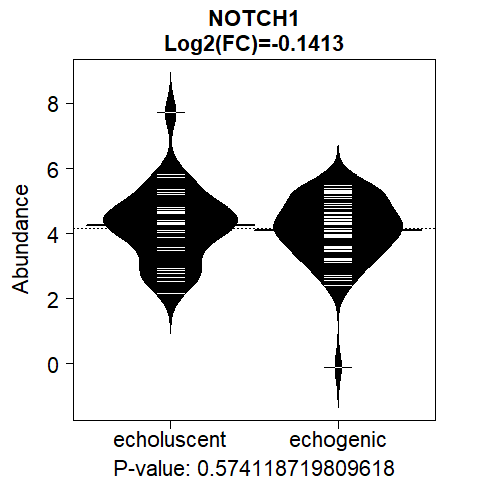 NOTCH1
Log2(FC)=-0.1413
Abundance
8
6
4
2
0
echoluscent echogenic
P-value: 0.574118719809618